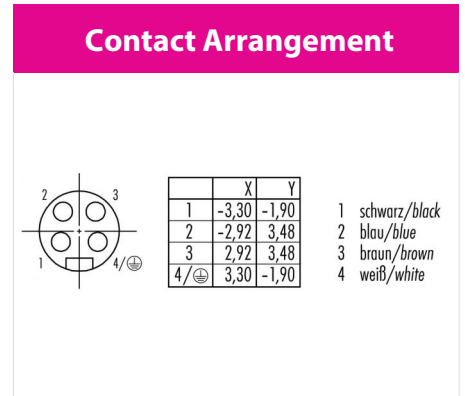 Contact Arrangement
2 3
1 4/⏚
X Y
1 -3,30 -1,90
2 -2,92 3,48
3 2,92 3,48
4/⏚ 3,30 -1,90
1 schwarz/black
2 blau/blue
3 braun/brown
4 weiß/white